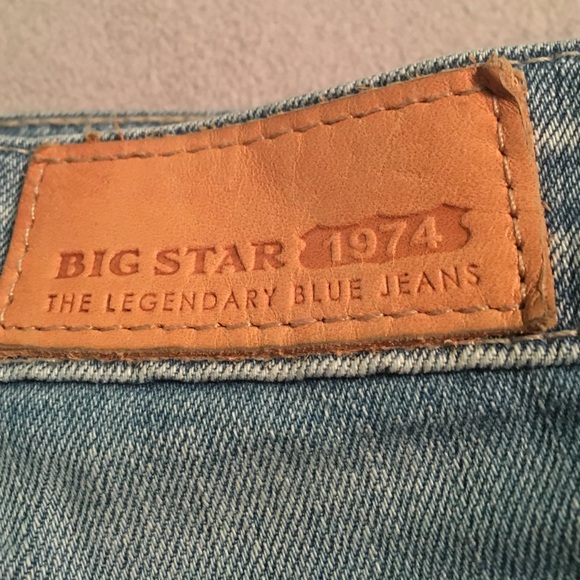 BIG STAR 1974
THE LEGENDARY BLUE JEANS